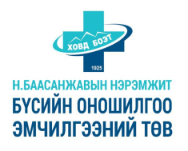 ХОВД БОЭТ
1925
Н.БААСАНЖАВЫН НЭРЭМЖИТ
БҮСИЙН ОНОШИЛГОО
ЭМЧИЛГЭЭНИЙ ТӨВ